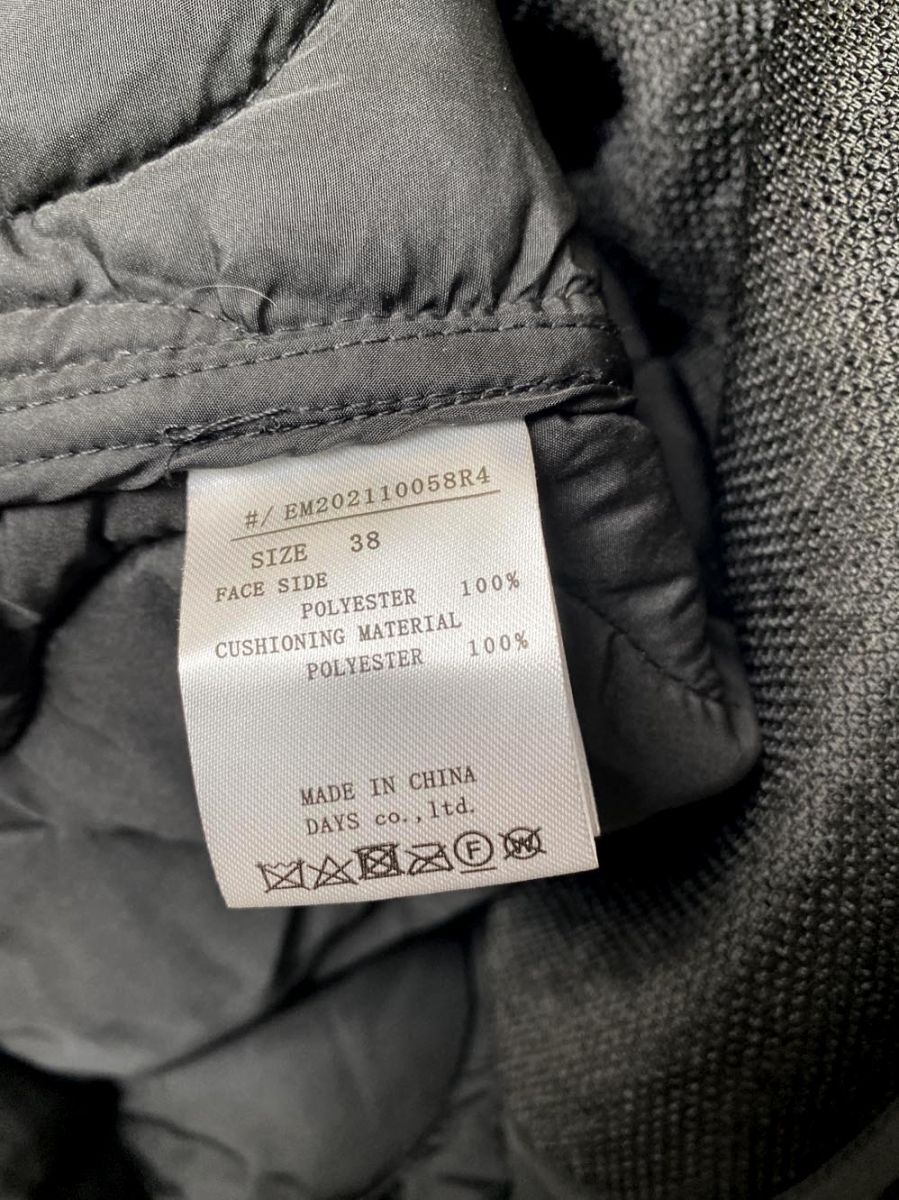 #/ EM202110058R4
SIZE 38
FACE SIDE
POLYESTER 100%
CUSHIONING MATERIAL
POLYESTER 100%
MADE IN CHINA
DAYS co.,ltd.
F W